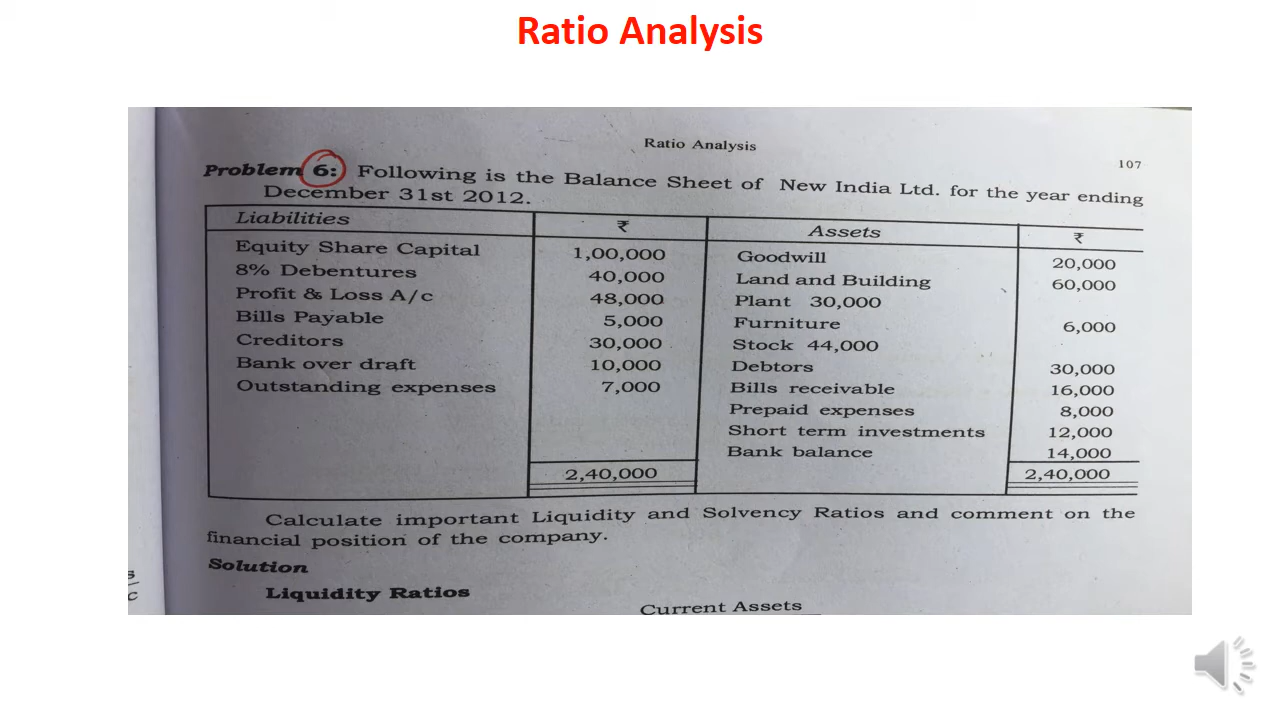 Ratio Analysis
Ratio Analysis
107
Problem 6: Following is the Balance Sheet of New India Ltd. for the year ending
December 31st 2012.
Liabilities ₹ Assets ₹
Equity Share Capital 1,00,000 Goodwill 20,000
8% Debentures 40,000 Land and Building 60,000
Profit & Loss A/c 48,000 Plant 30,000
Bills Payable 5,000 Furniture 6,000
Creditors 30,000 Stock 44,000
Bank over draft 10,000 Debtors 30,000
Outstanding expenses 7,000 Bills receivable 16,000
Prepaid expenses 8,000
Short term investments 12,000
Bank balance 14,000
2,40,000 2,40,000
Calculate important Liquidity and Solvency Ratios and comment on the
financial position of the company.
Solution
Liquidity Ratios
Current Assets